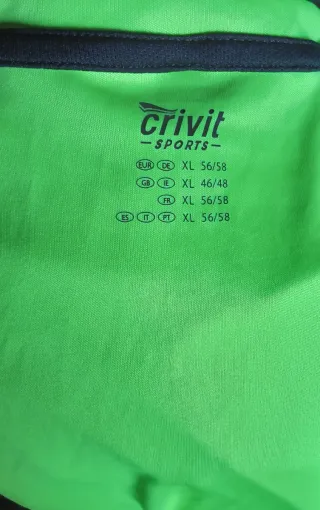 crivit
SPORTS
EUR DE XL 56/58
GB IE XL 46/48
FR XL 56/58
ES IT PT XL 56/58